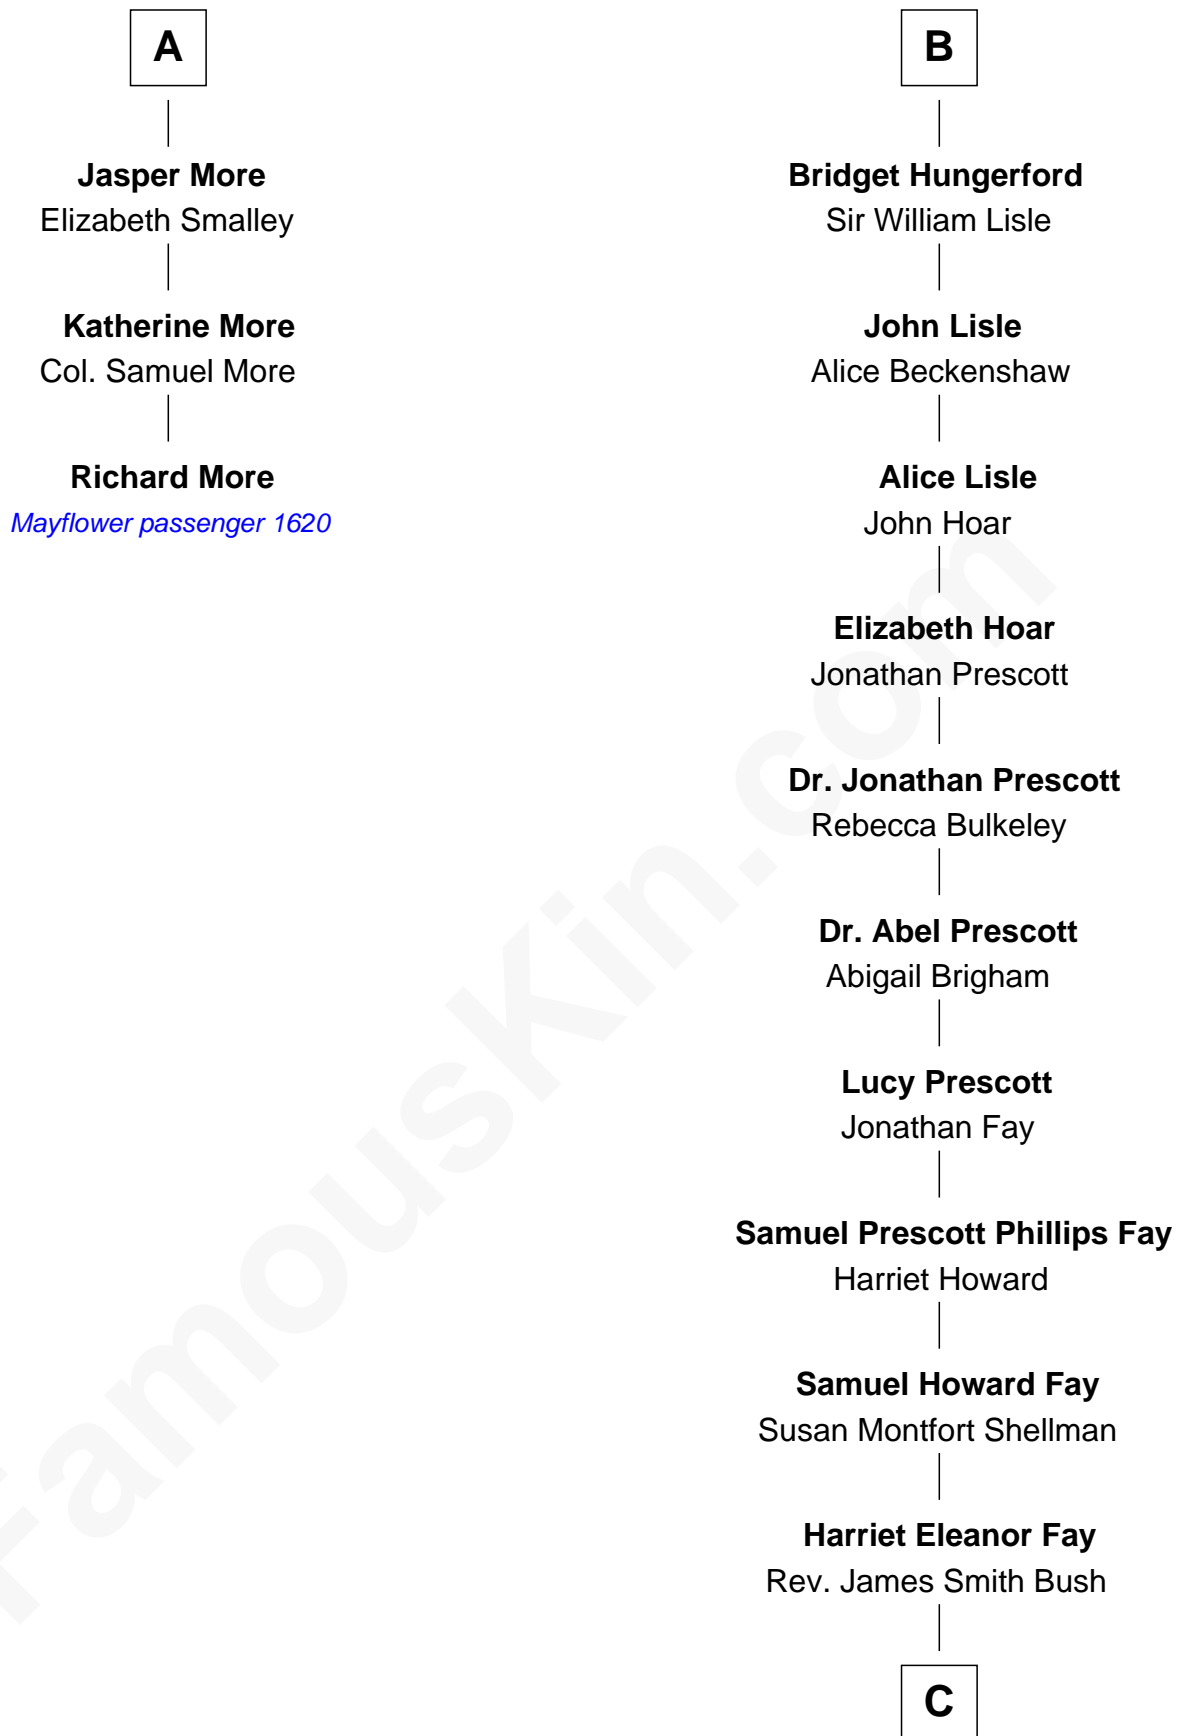 A
Jasper More
Elizabeth Smalley
Katherine More
Col. Samuel More
Richard More
Mayflower passenger 1620
B
Bridget Hungerford
Sir William Lisle
John Lisle
Alice Beckenshaw
Alice Lisle
John Hoar
Elizabeth Hoar
Jonathan Prescott
Dr. Jonathan Prescott
Rebecca Bulkeley
Dr. Abel Prescott
Abigail Brigham
Lucy Prescott
Jonathan Fay
Samuel Prescott Phillips Fay
Harriet Howard
Samuel Howard Fay
Susan Montfort Shellman
Harriet Eleanor Fay
Rev. James Smith Bush
C
FamousKin.com